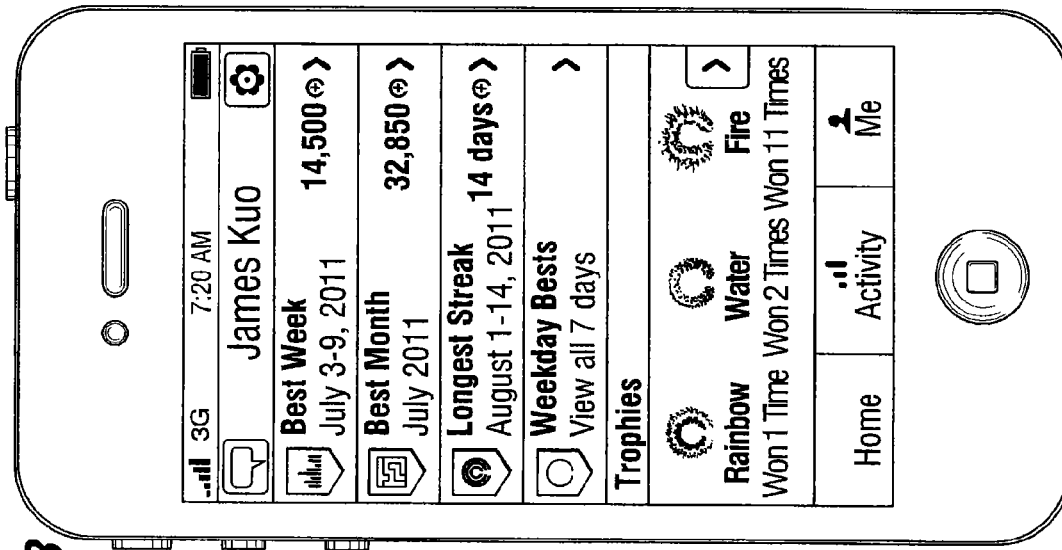 3G 7:20 AM
James Kuo
Best Week
July 3-9, 2011 14,500
Best Month
July 2011 32,850
Longest Streak
August 1-14, 2011 14 days
Weekday Bests
View all 7 days
Trophies
Rainbow Water Fire
Won 1 Time Won 2 Times Won 11 Times
Home Activity Me